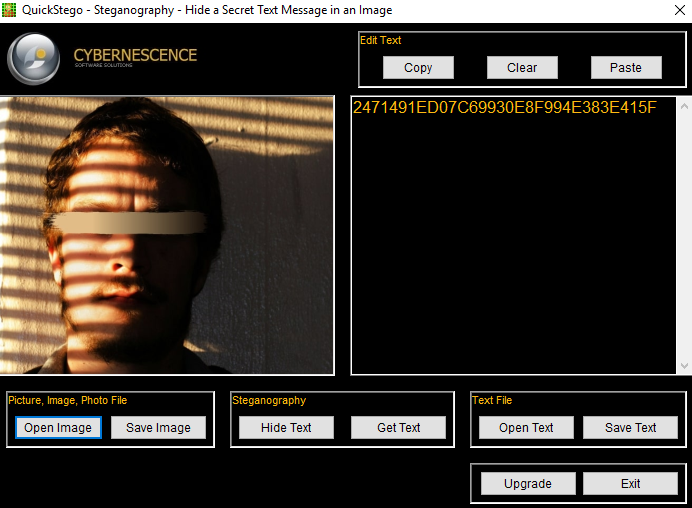 QuickStego - Steganography - Hide a Secret Text Message in an Image
CYBERNESCENCE
SOFTWARE SOLUTIONS
Edit Text
Copy
Clear
Paste
2471491ED07C69930E8F994E383E415F
Picture, Image, Photo File
Open Image
Save Image
Steganography
Hide Text
Get Text
Text File
Open Text
Save Text
Upgrade
Exit